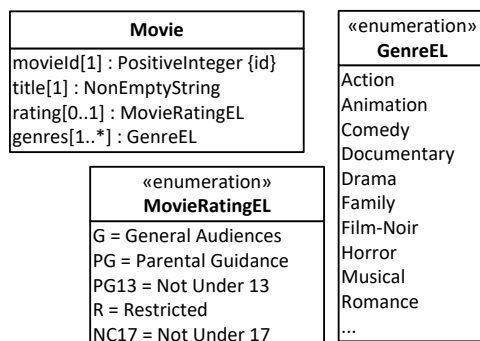 Movie
movieId[1] : PositiveInteger {id}
title[1] : NonEmptyString
rating[0..1] : MovieRatingEL
genres[1..*] : GenreEL
«enumeration»
MovieRatingEL
G = General Audiences
PG = Parental Guidance
PG13 = Not Under 13
R = Restricted
NC17 = Not Under 17
«enumeration»
GenreEL
Action
Animation
Comedy
Documentary
Drama
Family
Film-Noir
Horror
Musical
Romance
...